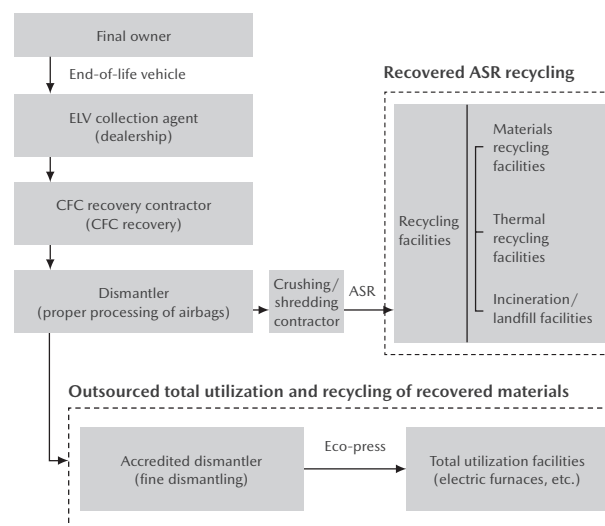 Final owner
End-of-life vehicle
ELV collection agent
(dealership)
CFC recovery contractor
(CFC recovery)
Dismantler
(proper processing of airbags)
Crushing/
shredding
contractor
ASR
Recovered ASR recycling
Recycling
facilities
Materials
recycling
facilities
Thermal
recycling
facilities
Incineration/
landfill facilities
Outsourced total utilization and recycling of recovered materials
Accredited dismantler
(fine dismantling)
Eco-press
Total utilization facilities
(electric furnaces, etc.)